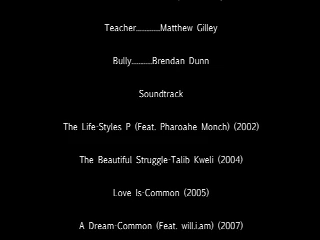 Teacher............Matthew Gilley
Bully..........Brendan Dunn
Soundtrack
The Life-Styles P (Feat. Pharoahe Monch) (2002)
The Beautiful Struggle-Talib Kweli (2004)
Love Is-Common (2005)
A Dream-Common (Feat. will.i.am) (2007)